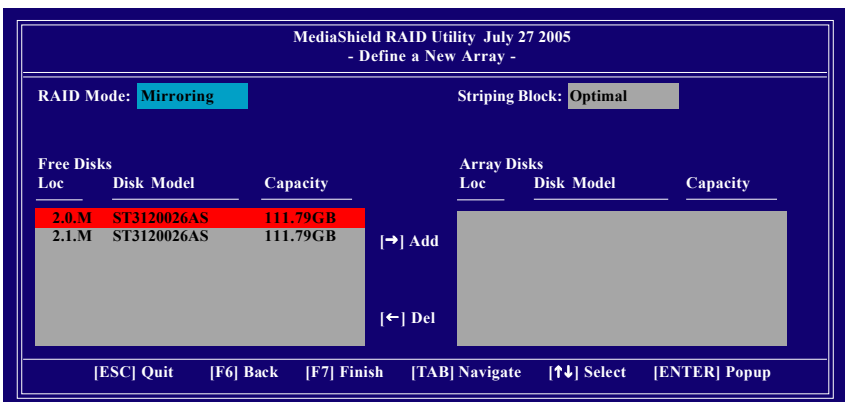 MediaShield RAID Utility July 27 2005
- Define a New Array -
RAID Mode: Mirroring Striping Block: Optimal
Free Disks Array Disks
Loc Disk Model Capacity Loc Disk Model Capacity
2.0.M ST3120026AS 111.79GB
2.1.M ST3120026AS 111.79GB
[→] Add
[←] Del
[ESC] Quit [F6] Back [F7] Finish [TAB] Navigate [↑↓] Select [ENTER] Popup